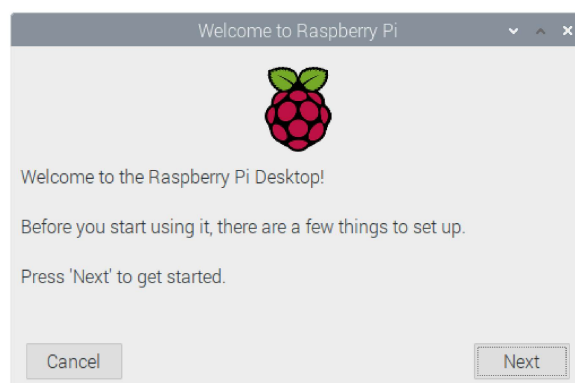 Welcome to Raspberry Pi
Welcome to the Raspberry Pi Desktop!
Before you start using it, there are a few things to set up.
Press 'Next' to get started.
Cancel
Next